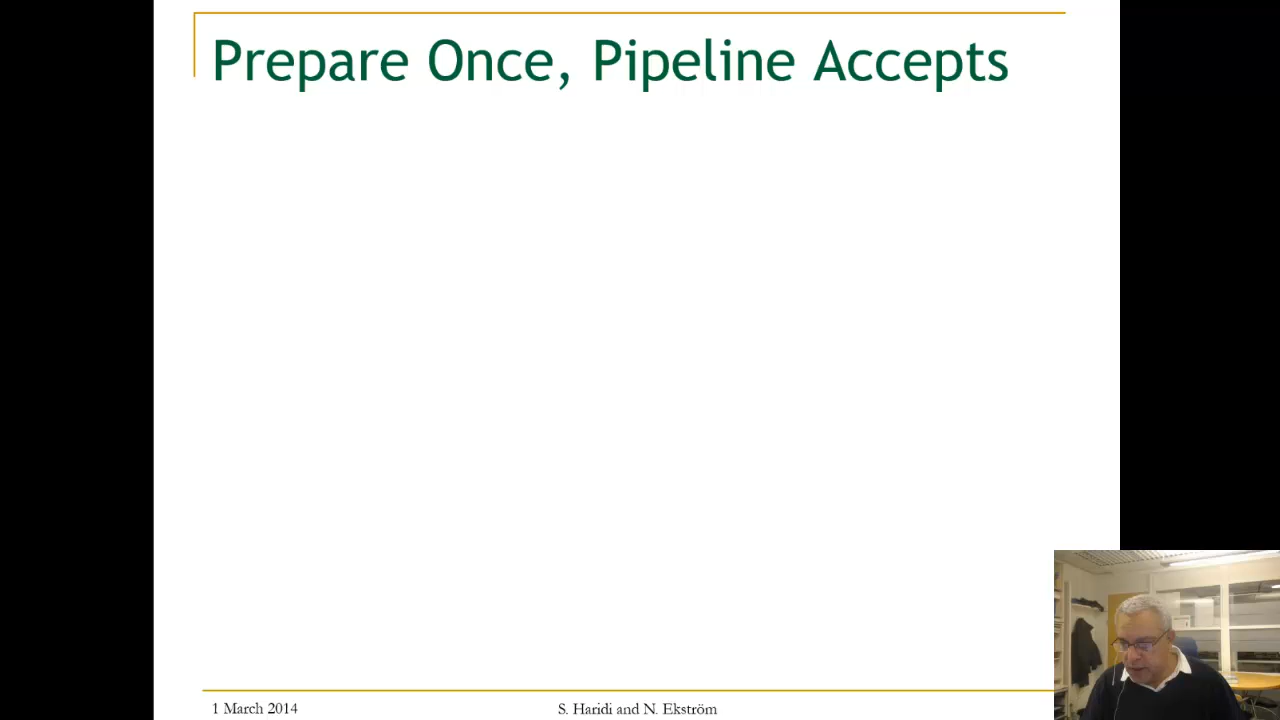 Prepare Once, Pipeline Accepts
1 March 2014
S. Haridi and N. Ekström